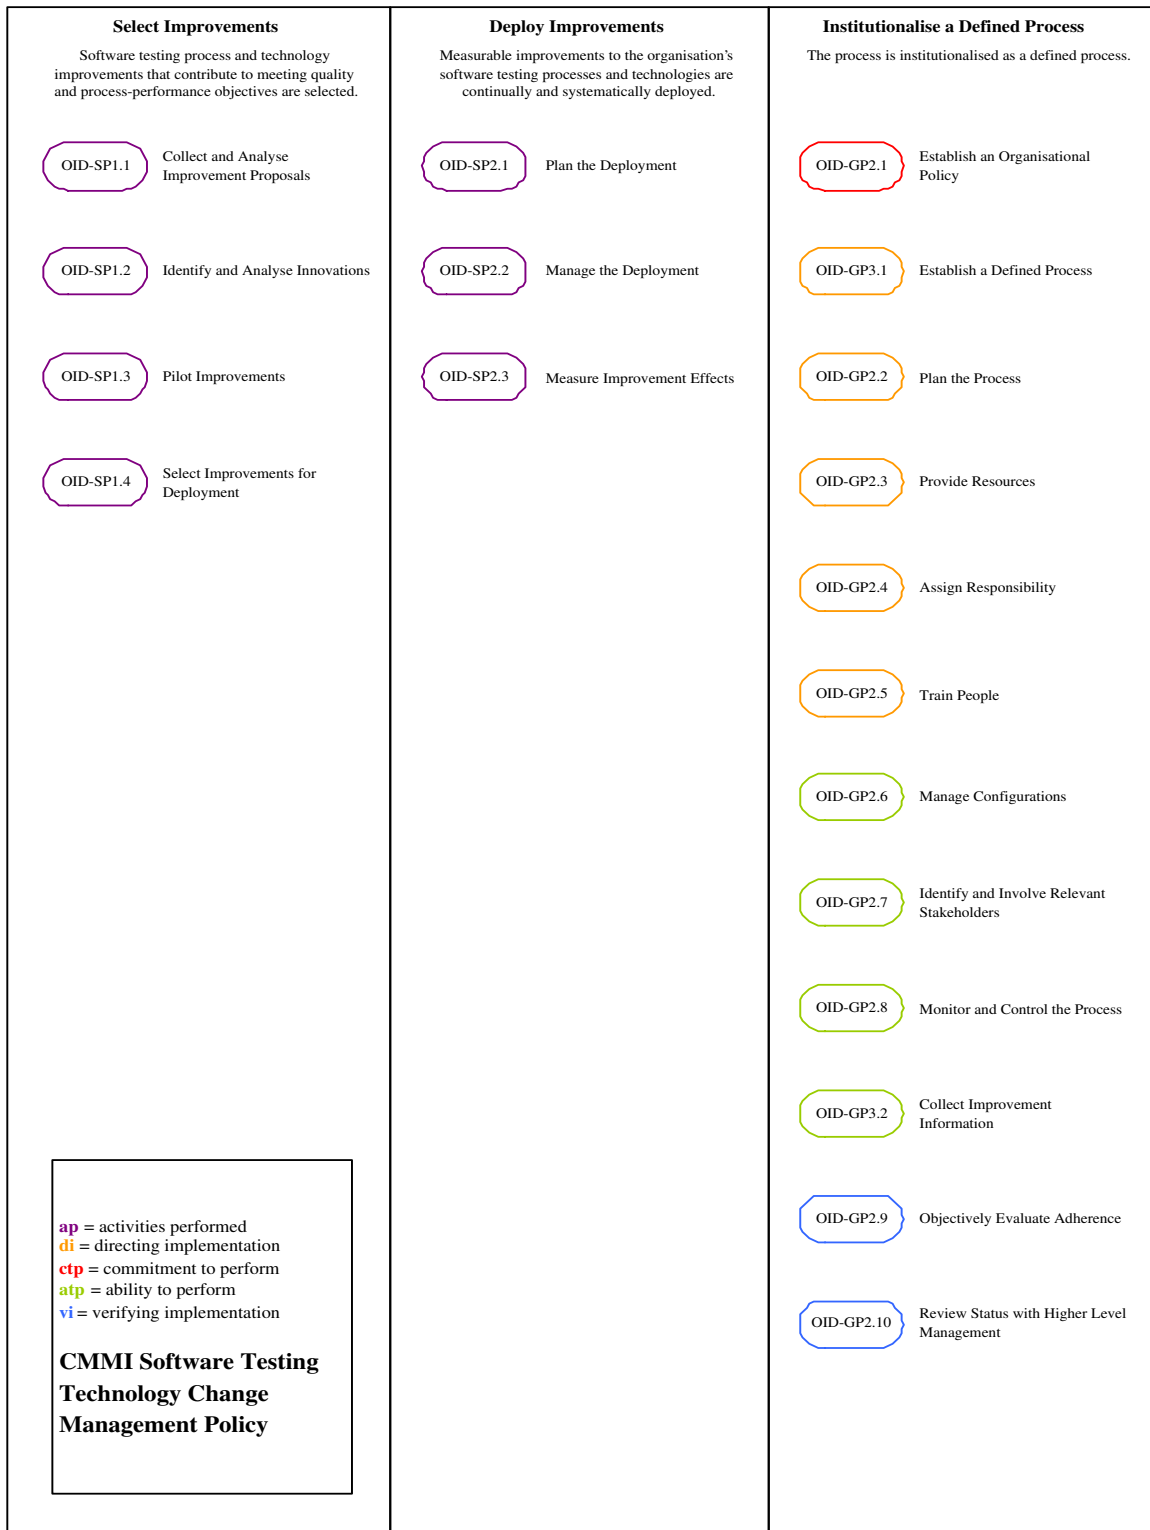 Select Improvements
Software testing process and technology
improvements that contribute to meeting quality
and process-performance objectives are selected.
OID-SP1.1
Collect and Analyse
Improvement Proposals
OID-SP1.2
Identify and Analyse Innovations
OID-SP1.3
Pilot Improvements
OID-SP1.4
Select Improvements for
Deployment
ap = activities performed
di = directing implementation
ctp = commitment to perform
atp = ability to perform
vi = verifying implementation
CMMI Software Testing
Technology Change
Management Policy
Deploy Improvements
Measurable improvements to the organisation’s
software testing processes and technologies are
continually and systematically deployed.
OID-SP2.1
Plan the Deployment
OID-SP2.2
Manage the Deployment
OID-SP2.3
Measure Improvement Effects
Institutionalise a Defined Process
The process is institutionalised as a defined process.
OID-GP2.1
Establish an Organisational
Policy
OID-GP3.1
Establish a Defined Process
OID-GP2.2
Plan the Process
OID-GP2.3
Provide Resources
OID-GP2.4
Assign Responsibility
OID-GP2.5
Train People
OID-GP2.6
Manage Configurations
OID-GP2.7
Identify and Involve Relevant
Stakeholders
OID-GP2.8
Monitor and Control the Process
OID-GP3.2
Collect Improvement
Information
OID-GP2.9
Objectively Evaluate Adherence
OID-GP2.10
Review Status with Higher Level
Management